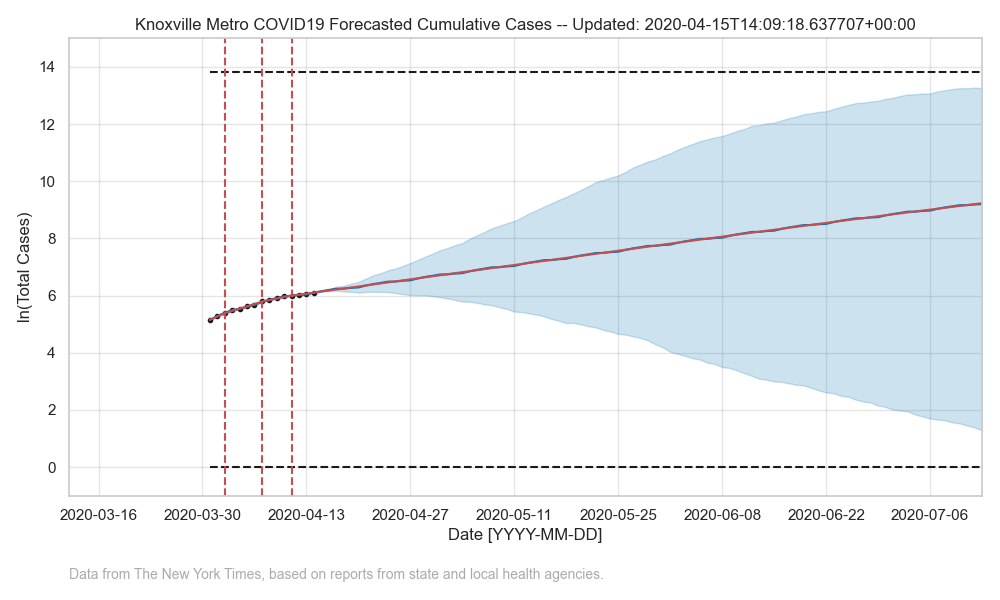 Knoxville Metro COVID19 Forecasted Cumulative Cases -- Updated: 2020-04-15T14:09:18.637707+00:00
ln(Total Cases)
14
12
10
8
6
4
2
0
2020-03-16 2020-03-30 2020-04-13 2020-04-27 2020-05-11 2020-05-25 2020-06-08 2020-06-22 2020-07-06
Date [YYYY-MM-DD]
Data from The New York Times, based on reports from state and local health agencies.